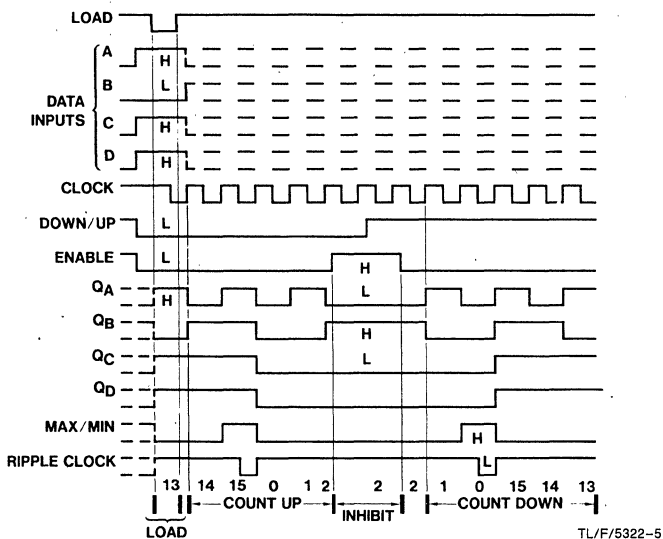 LOAD
A
H
B
L
DATA
INPUTS
C
H
D
H
CLOCK
DOWN/UP
L
ENABLE
L
H
QA
H
L
QB
H
QC
L
QD
MAX/MIN
H
RIPPLE CLOCK
L
13 14 15 0 1 2 2 2 1 0 15 14 13
COUNT UP
INHIBIT
COUNT DOWN
LOAD
TL/F/5322-5